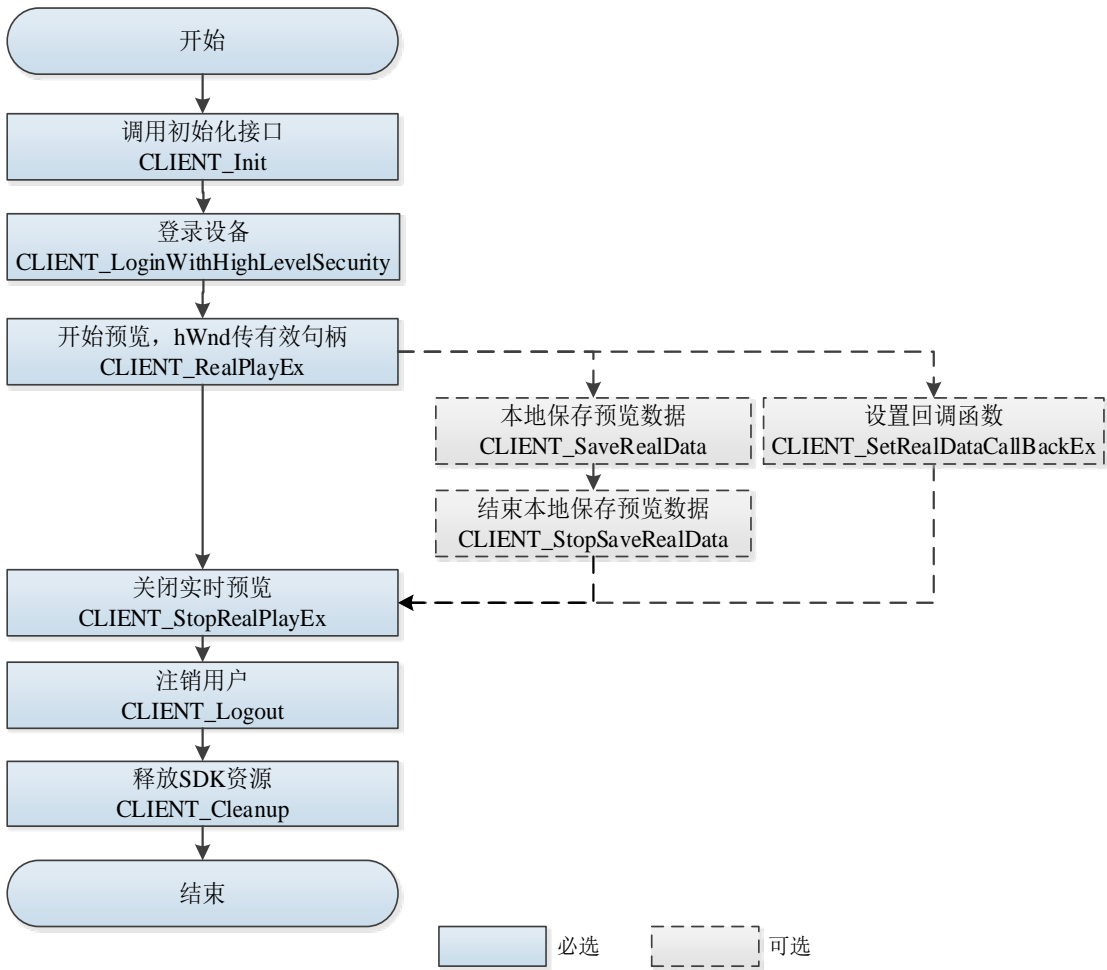 开始
调用初始化接口
CLIENT_Init
登录设备
CLIENT_LoginWithHighLevelSecurity
开始预览，hWnd传有效句柄
CLIENT_RealPlayEx
本地保存预览数据
CLIENT_SaveRealData
设置回调函数
CLIENT_SetRealDataCallBackEx
结束本地保存预览数据
CLIENT_StopSaveRealData
关闭实时预览
CLIENT_StopRealPlayEx
注销用户
CLIENT_Logout
释放SDK资源
CLIENT_Cleanup
结束
必选
可选